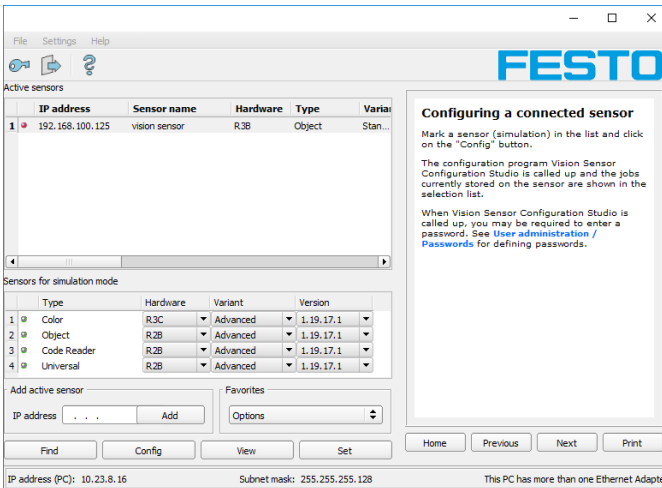 File Settings Help
FESTO
Active sensors
IP address Sensor name Hardware Type Varia
1 192.168.100.125 vision sensor R3B Object Stan...
Sensors for simulation mode
Type Hardware Variant Version
1 Color R3C Advanced 1.19.17.1
2 Object R2B Advanced 1.19.17.1
3 Code Reader R2B Advanced 1.19.17.1
4 Universal R2B Advanced 1.19.17.1
Add active sensor
IP address . . . Add
Favorites
Options
Find Config View Set
Configuring a connected sensor
Mark a sensor (simulation) in the list and click
on the "Config" button.
The configuration program Vision Sensor
Configuration Studio is called up and the jobs
currently stored on the sensor are shown in the
selection list.
When Vision Sensor Configuration Studio is
called up, you may be required to enter a
password. See User administration /
Passwords for defining passwords.
Home Previous Next Print
IP address (PC): 10.23.8.16 Subnet mask: 255.255.255.128 This PC has more than one Ethernet Adapte